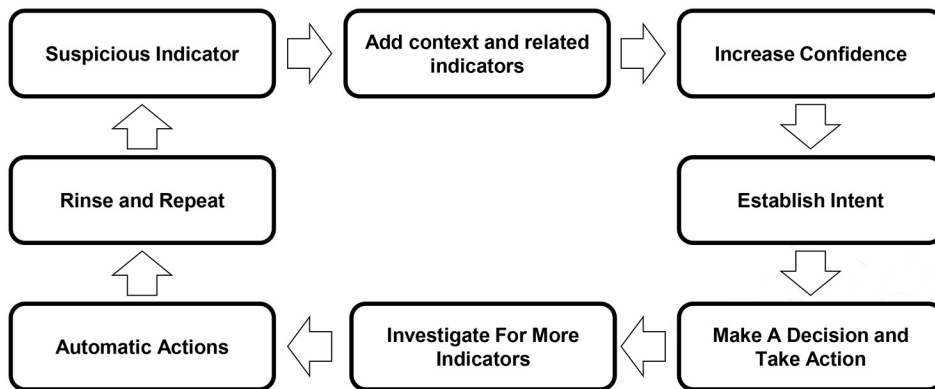 Suspicious Indicator
Add context and related
indicators
Increase Confidence
Rinse and Repeat
Establish Intent
Automatic Actions
Investigate For More
Indicators
Make A Decision and
Take Action